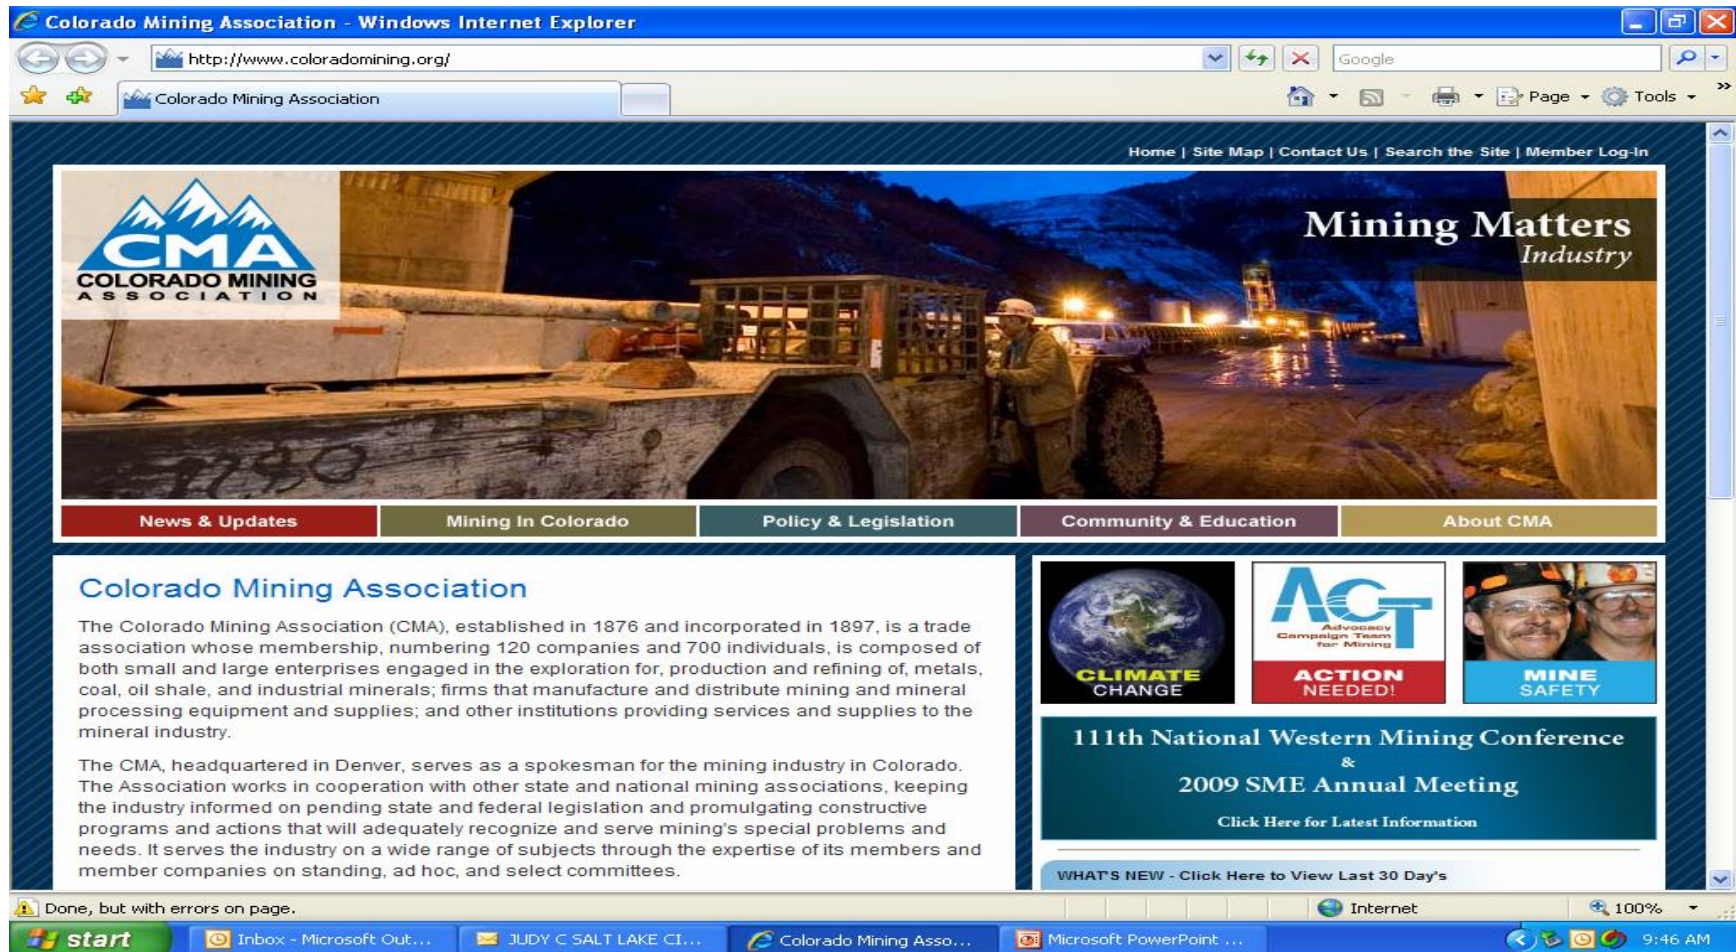 Colorado Mining Association - Windows Internet Explorer
http://www.coloradomining.org/
Google
Colorado Mining Association
Page
Tools
Home | Site Map | Contact Us | Search the Site | Member Log-In
CMA
COLORADO MINING
ASSOCIATION
Mining Matters
Industry
News & Updates
Mining In Colorado
Policy & Legislation
Community & Education
About CMA
Colorado Mining Association
The Colorado Mining Association (CMA), established in 1876 and incorporated in 1897, is a trade
association whose membership, numbering 120 companies and 700 individuals, is composed of
both small and large enterprises engaged in the exploration for, production and refining of, metals,
coal, oil shale, and industrial minerals; firms that manufacture and distribute mining and mineral
processing equipment and supplies; and other institutions providing services and supplies to the
mineral industry.
The CMA, headquartered in Denver, serves as a spokesman for the mining industry in Colorado.
The Association works in cooperation with other state and national mining associations, keeping
the industry informed on pending state and federal legislation and promulgating constructive
programs and actions that will adequately recognize and serve mining's special problems and
needs. It serves the industry on a wide range of subjects through the expertise of its members and
member companies on standing, ad hoc, and select committees.
CLIMATE
CHANGE
ACT
Advocacy
Campaign Team
for Mining
ACTION
NEEDED!
MINE
SAFETY
111th National Western Mining Conference
&
2009 SME Annual Meeting
Click Here for Latest Information
WHAT'S NEW - Click Here to View Last 30 Day's
Done, but with errors on page.
Internet
100%
start
Inbox - Microsoft Out...
JUDY C SALT LAKE CI...
Colorado Mining Asso...
Microsoft PowerPoint ...
9:46 AM